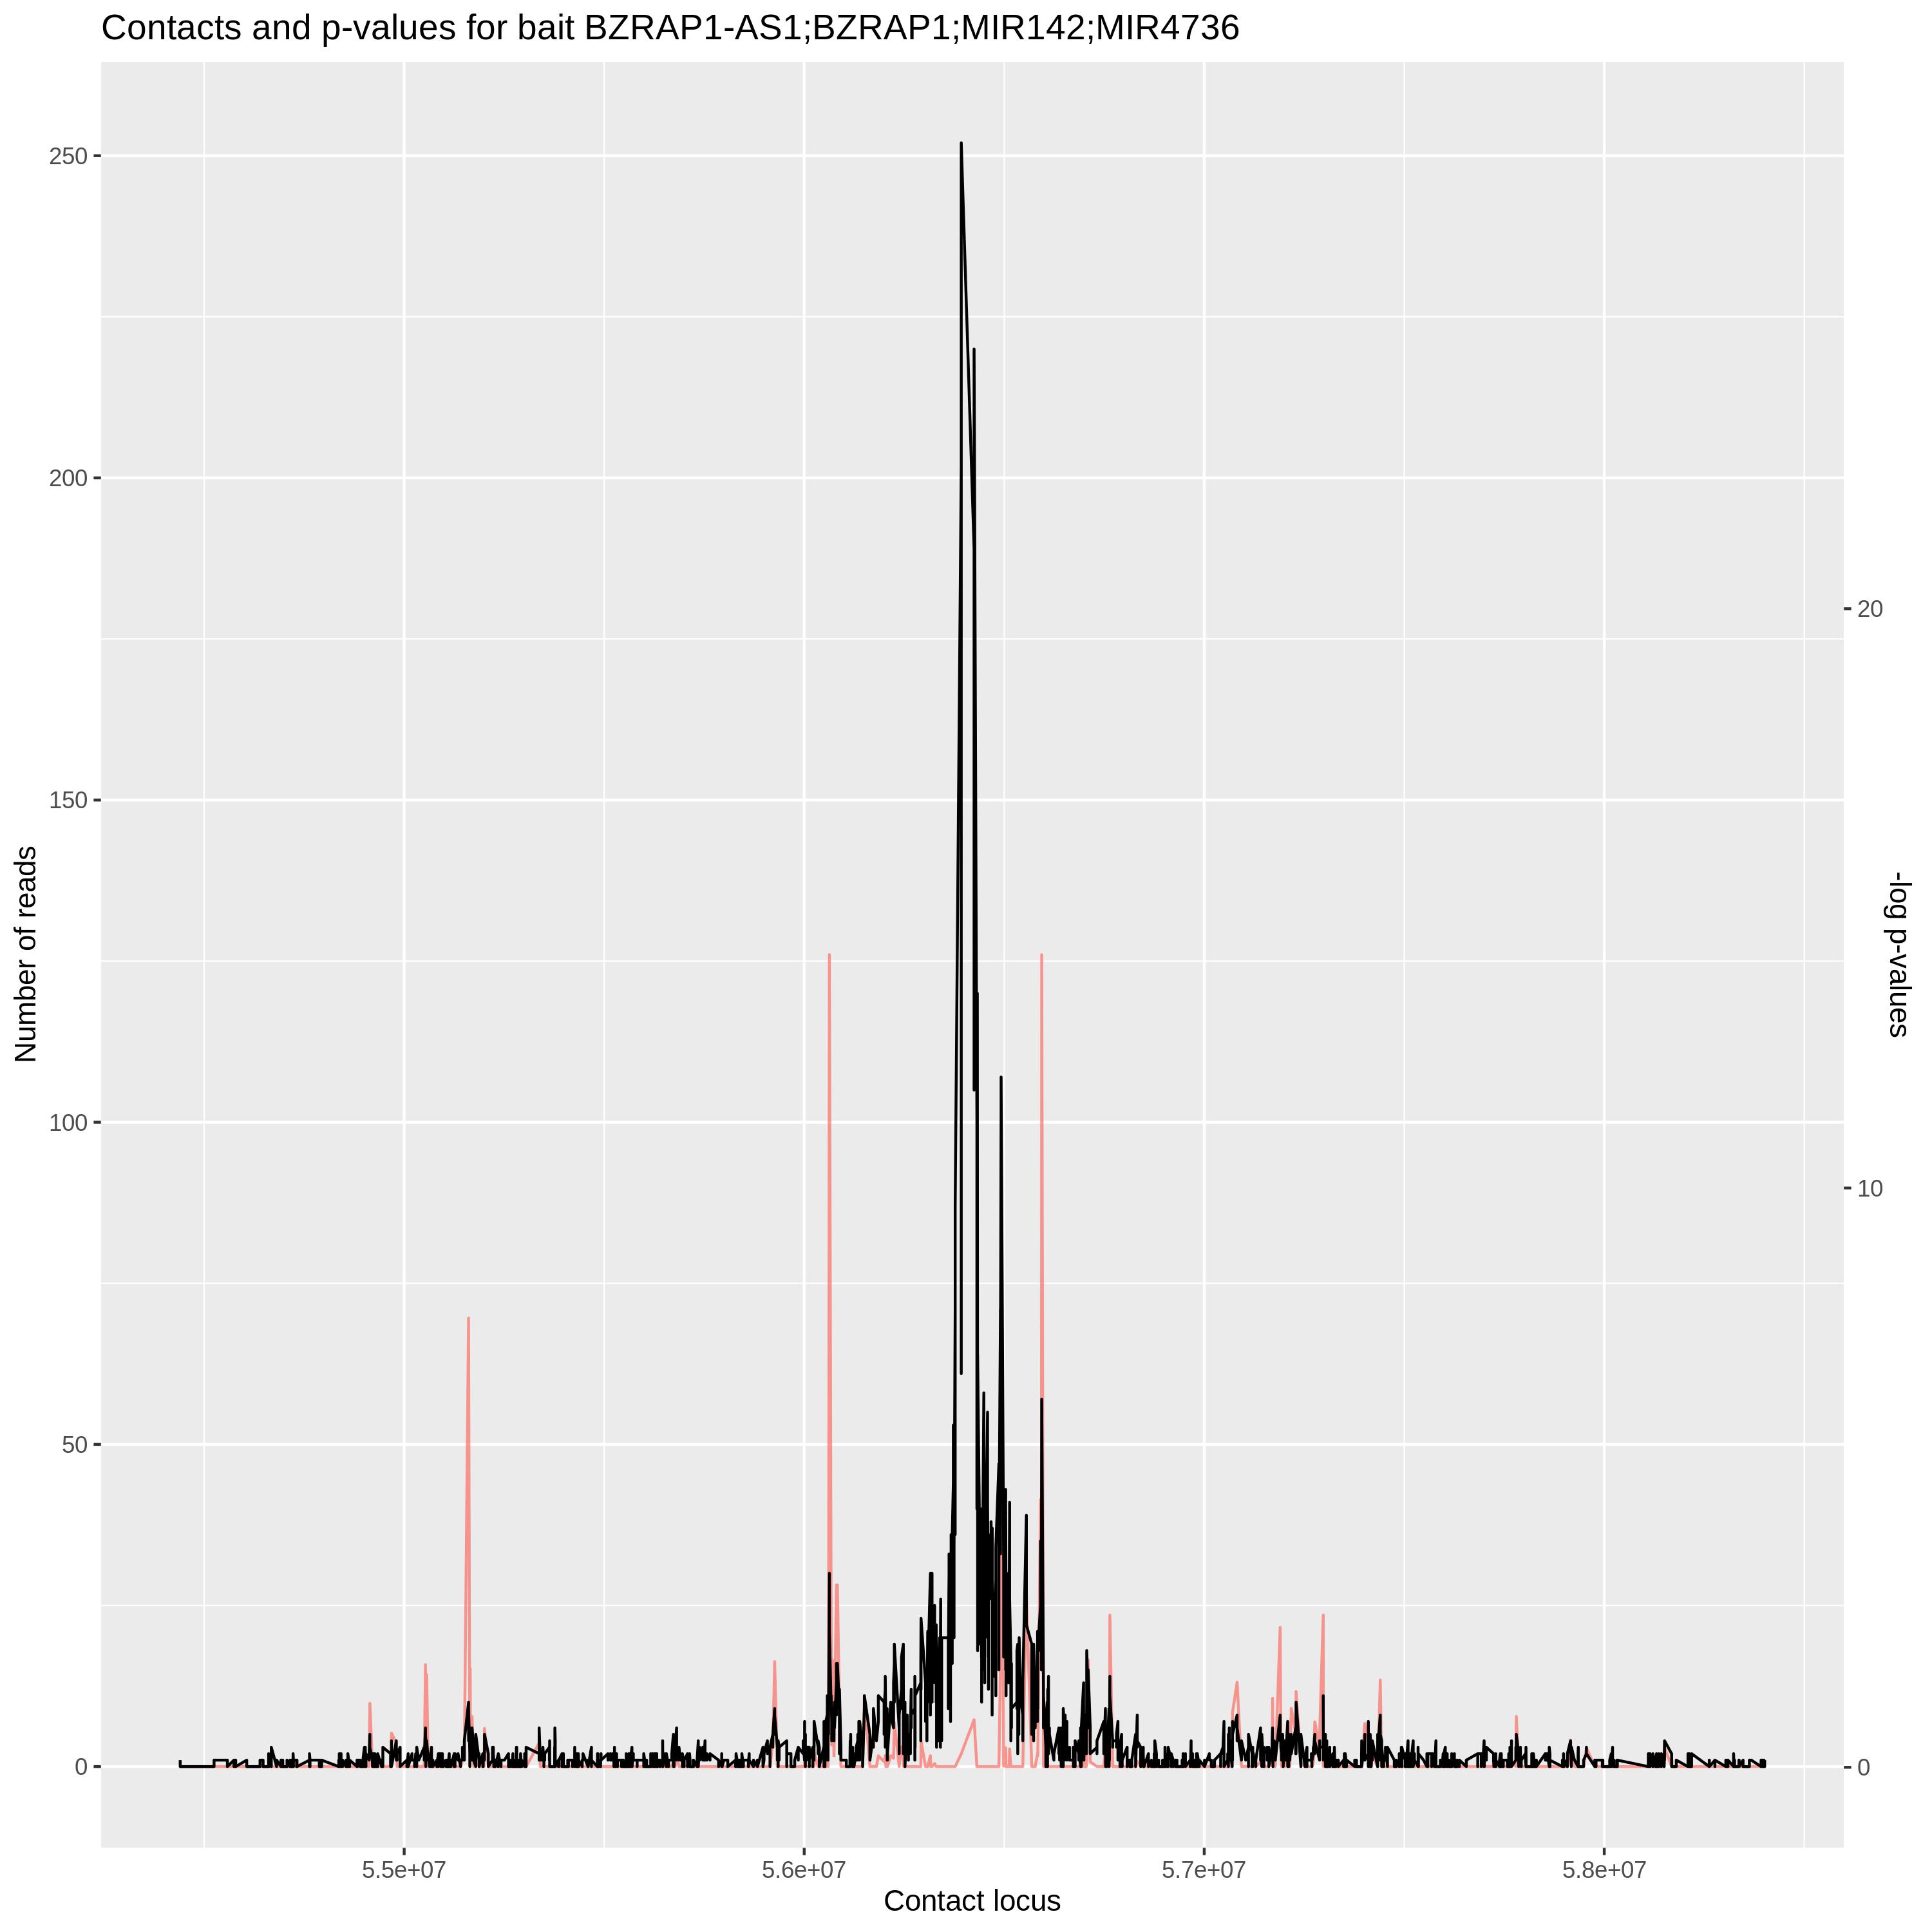 Contacts and p-values for bait BZRAP1-AS1;BZRAP1;MIR142;MIR4736
250
200
150
100
50
0
Number of reads
20
10
0
-log p-values
5.5e+07
5.6e+07
5.7e+07
5.8e+07
Contact locus